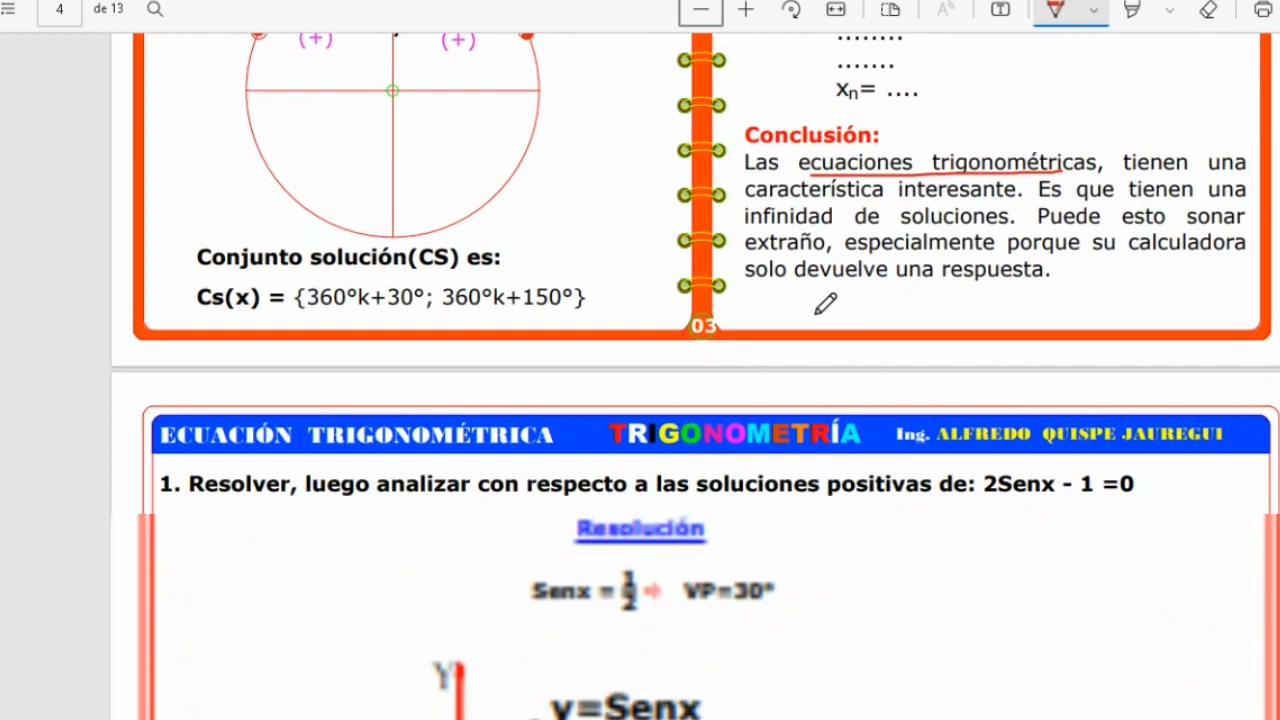 4 de 13
(+) (+)
Conjunto solución(CS) es:
Cs(x) = {360°k+30°; 360°k+150°}
........
.......
xn= ....
Conclusión:
Las ecuaciones trigonométricas, tienen una
característica interesante. Es que tienen una
infinidad de soluciones. Puede esto sonar
extraño, especialmente porque su calculadora
solo devuelve una respuesta.
03
ECUACIÓN TRIGONOMÉTRICA TRIGONOMETRÍA Ing. ALFREDO QUISPE JAUREGUI
1. Resolver, luego analizar con respecto a las soluciones positivas de: 2Senx - 1 =0
Resolución
Senx = 1/2 ⇒ VP=30°
Y
y=Senx